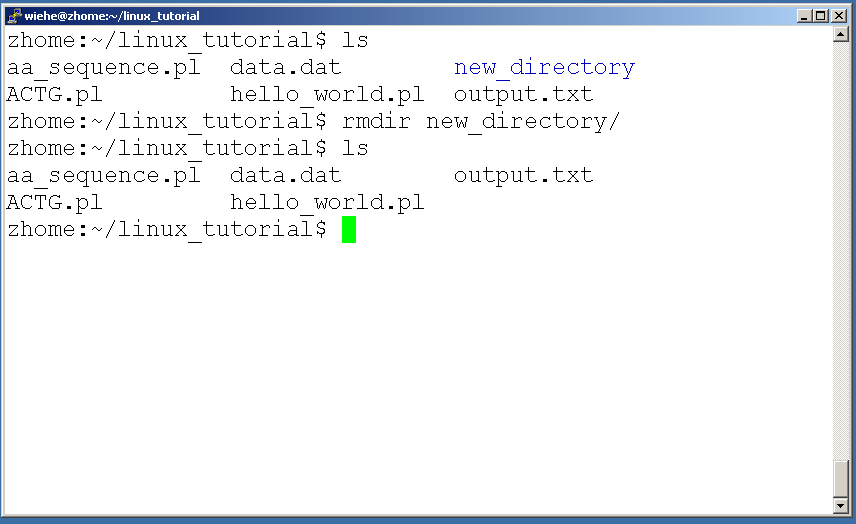 wiehe@zhome:~/linux_tutorial
zhome:~/linux_tutorial$ ls
aa_sequence.pl  data.dat        new_directory
ACTG.pl         hello_world.pl  output.txt
zhome:~/linux_tutorial$ rmdir new_directory/
zhome:~/linux_tutorial$ ls
aa_sequence.pl  data.dat        output.txt
ACTG.pl         hello_world.pl
zhome:~/linux_tutorial$